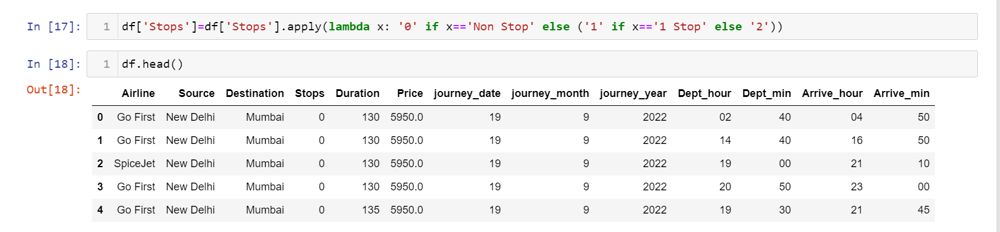 In [17]: 1 df['Stops']=df['Stops'].apply(lambda x: '0' if x=='Non Stop' else ('1' if x=='1 Stop' else '2'))
In [18]: 1 df.head()
Out[18]:
Airline Source Destination Stops Duration Price journey_date journey_month journey_year Dept_hour Dept_min Arrive_hour Arrive_min
0 Go First New Delhi Mumbai 0 130 5950.0 19 9 2022 02 40 04 50
1 Go First New Delhi Mumbai 0 130 5950.0 19 9 2022 14 40 16 50
2 SpiceJet New Delhi Mumbai 0 130 5950.0 19 9 2022 19 00 21 10
3 Go First New Delhi Mumbai 0 130 5950.0 19 9 2022 20 50 23 00
4 Go First New Delhi Mumbai 0 135 5950.0 19 9 2022 19 30 21 45